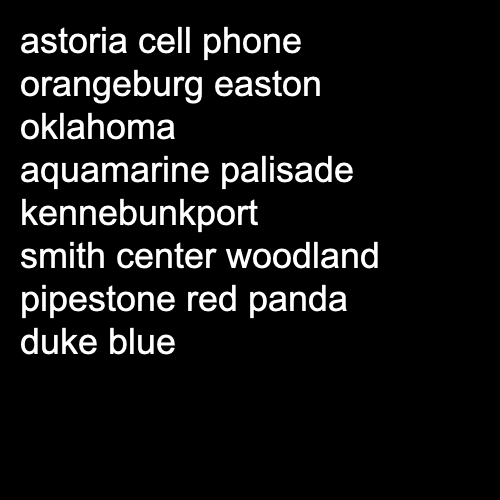 astoria cell phone
orangeburg easton
oklahoma
aquamarine palisade
kennebunkport
smith center woodland
pipestone red panda
duke blue